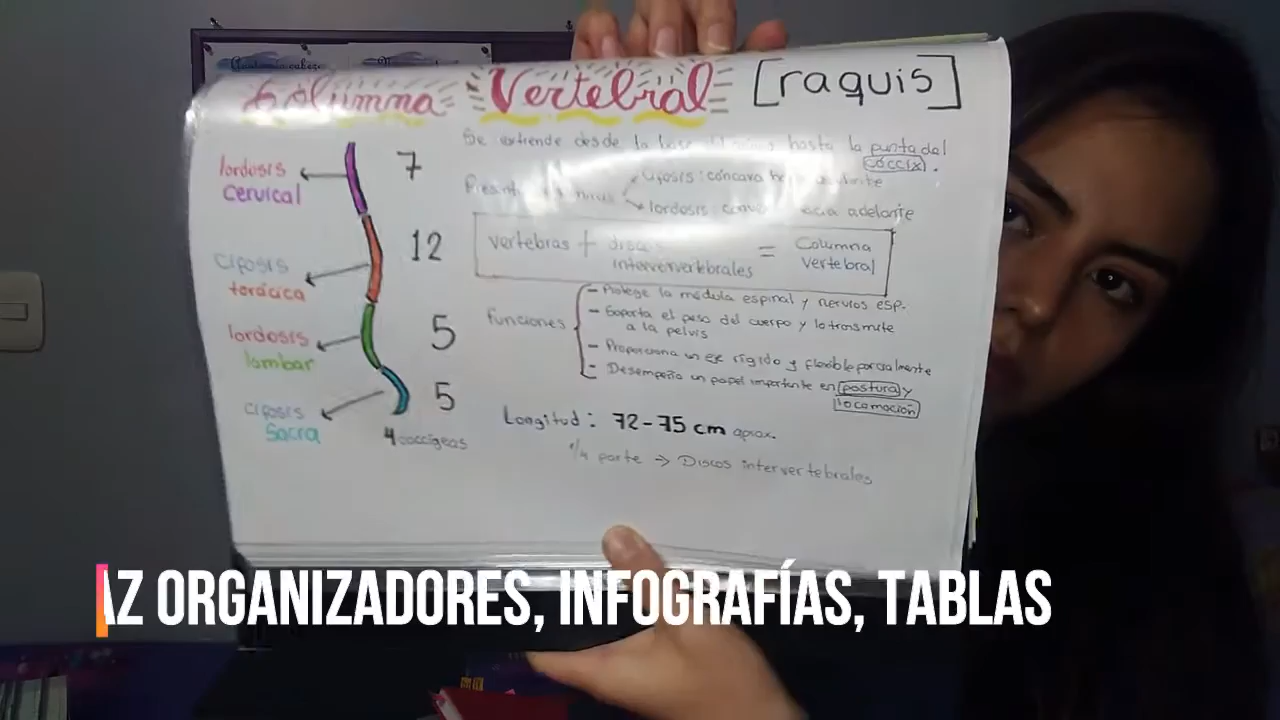 Columna Vertebral [raquis]
lordosis
cervical
7
cifosis
torácica
12
lordosis
lumbar
5
cifosis
Sacra
5
4 coccígeas
Se extiende desde la hasta la punta del
cóccix.
cifosis: cóncava adelante
lordosis: hacia adelante
vertebras + discos = Columna
intervertebrales vertebral
Funciones
- Protege la médula espinal y nervios esp-
- Soporta el peso del cuerpo y lo transmite
a la pelvis
- Proporciona un eje rígido y flexible parcialmente
- Desempeña un papel importante en postura y
locomoción
Longitud: 72-75 cm aprox.
1/4 parte → Discos intervertebrales
AZ ORGANIZADORES, INFOGRAFÍAS, TABLAS